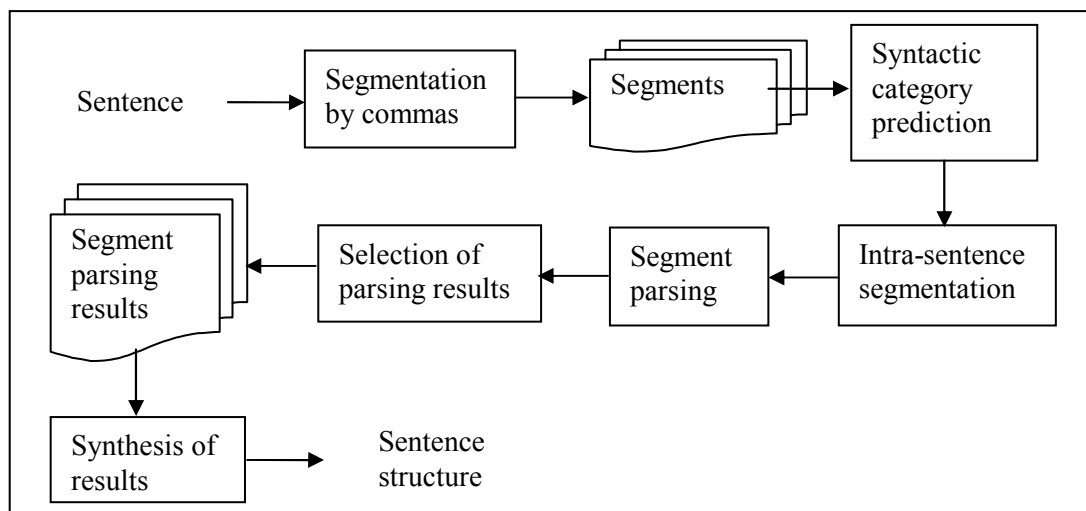 Sentence
Segmentation
by commas
Segments
Syntactic
category
prediction
Intra-sentence
segmentation
Segment
parsing
Selection of
parsing results
Segment
parsing
results
Synthesis of
results
Sentence
structure